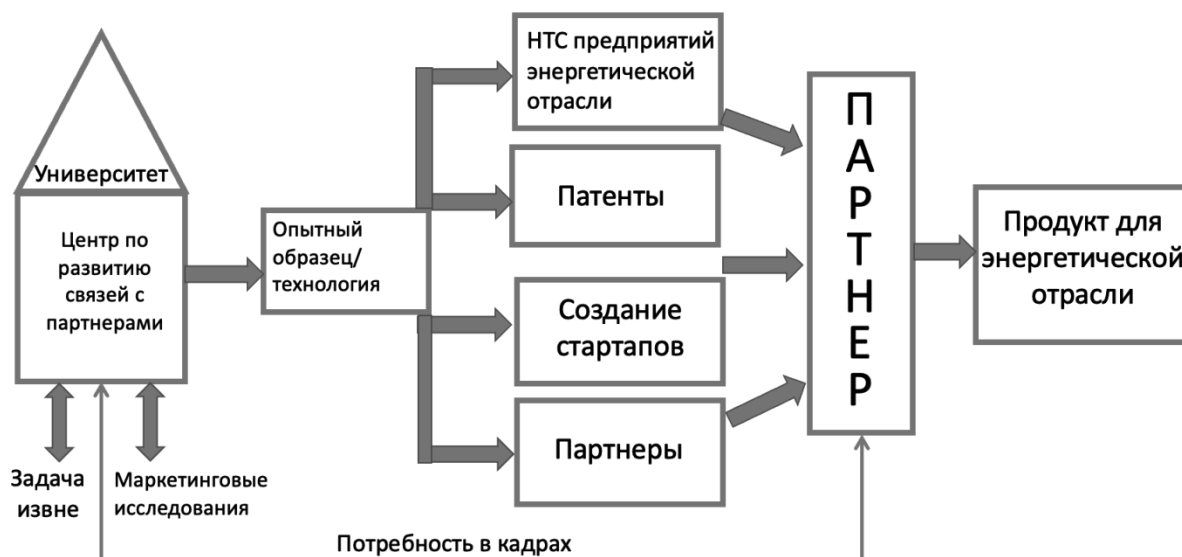 Университет
Центр по
развитию
связей с
партнерами
Задача
извне
Маркетинговые
исследования
Опытный
образец/
технология
НТС предприятий
энергетической
отрасли
Патенты
Создание
стартапов
Партнеры
ПАРТНЕР
Продукт для
энергетической
отрасли
Потребность в кадрах